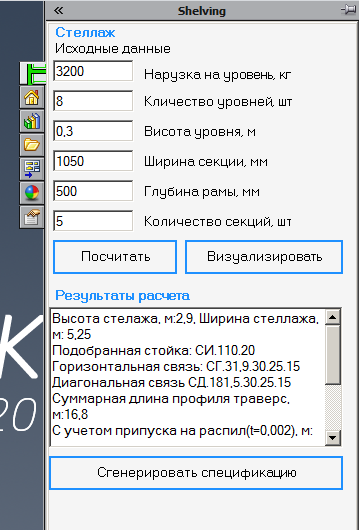 Shelving
Стеллаж
Исходные данные
3200 Нарузка на уровень, кг
8 Кличество уровней, шт
0,3 Висота уровня, м
1050 Ширина секции, мм
500 Глубина рамы, мм
5 Количество секций, шт
Посчитать Визуализировать
Результаты расчета
Высота стелажа, м:2,9, Ширина стеллажа,
м: 5,25
Подобранная стойка: СИ.110.20
Горизонтальная связь: СГ.31,9.30.25.15
Диагональная связь СД.181,5.30.25.15
Суммарная длина профиля траверс,
м:16,8
С учетом припуска на распил(t=0,002), м:
Сгенерировать спецификацию
К
20